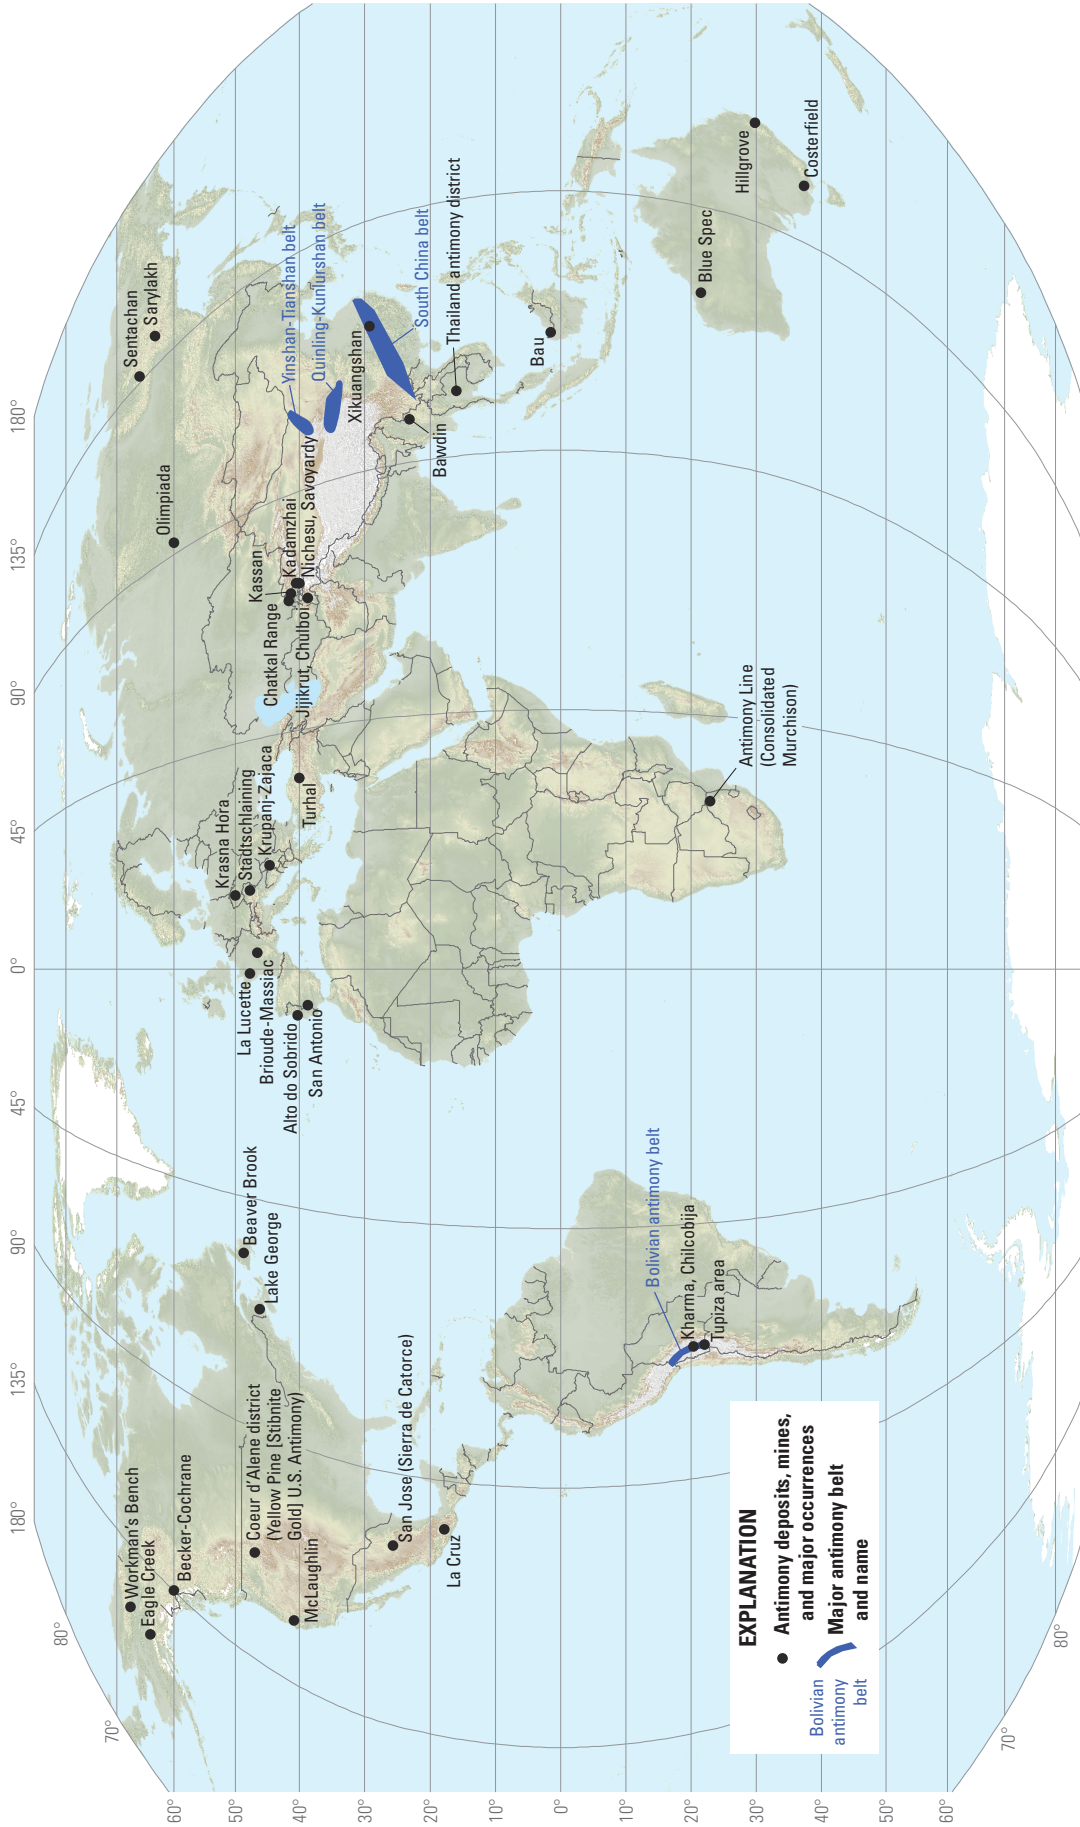 80°
70°
60°
50°
40°
30°
20°
10°
0°
10°
20°
30°
40°
50°
60°
70°
80°
180°
135°
90°
45°
0°
45°
90°
135°
180°
Workman's Bench
Eagle Creek
Becker-Cochrane
Coeur d'Alene district
(Yellow Pine [Stibnite
Gold] U.S. Antimony)
McLaughlin
San Jose (Sierra de Catorce)
La Cruz
Beaver Brook
Lake George
Bolivian antimony belt
Kharma, Chilcobija
Tupiza area
La Lucette
Brioude-Massiac
Alto do Sobrido
San Antonio
Krasna Hora
Stadtschlaining
Krupanj-Zajaca
Turhal
Antimony Line
(Consolidated
Murchison)
Chatkal Range
Jijikrut, Chulboi
Kassan
Kadamzhai
Nichesu, Savoyardy
Olimpiada
Sentachan
Sarylakh
Yinshan-Tianshan belt
Quinling-Kunlurshan belt
Xikuangshan
South China belt
Bawdin
Thailand antimony district
Bau
Blue Spec
Hillgrove
Costerfield
EXPLANATION
Antimony deposits, mines,
and major occurrences
Bolivian
antimony
belt
Major antimony belt
and name